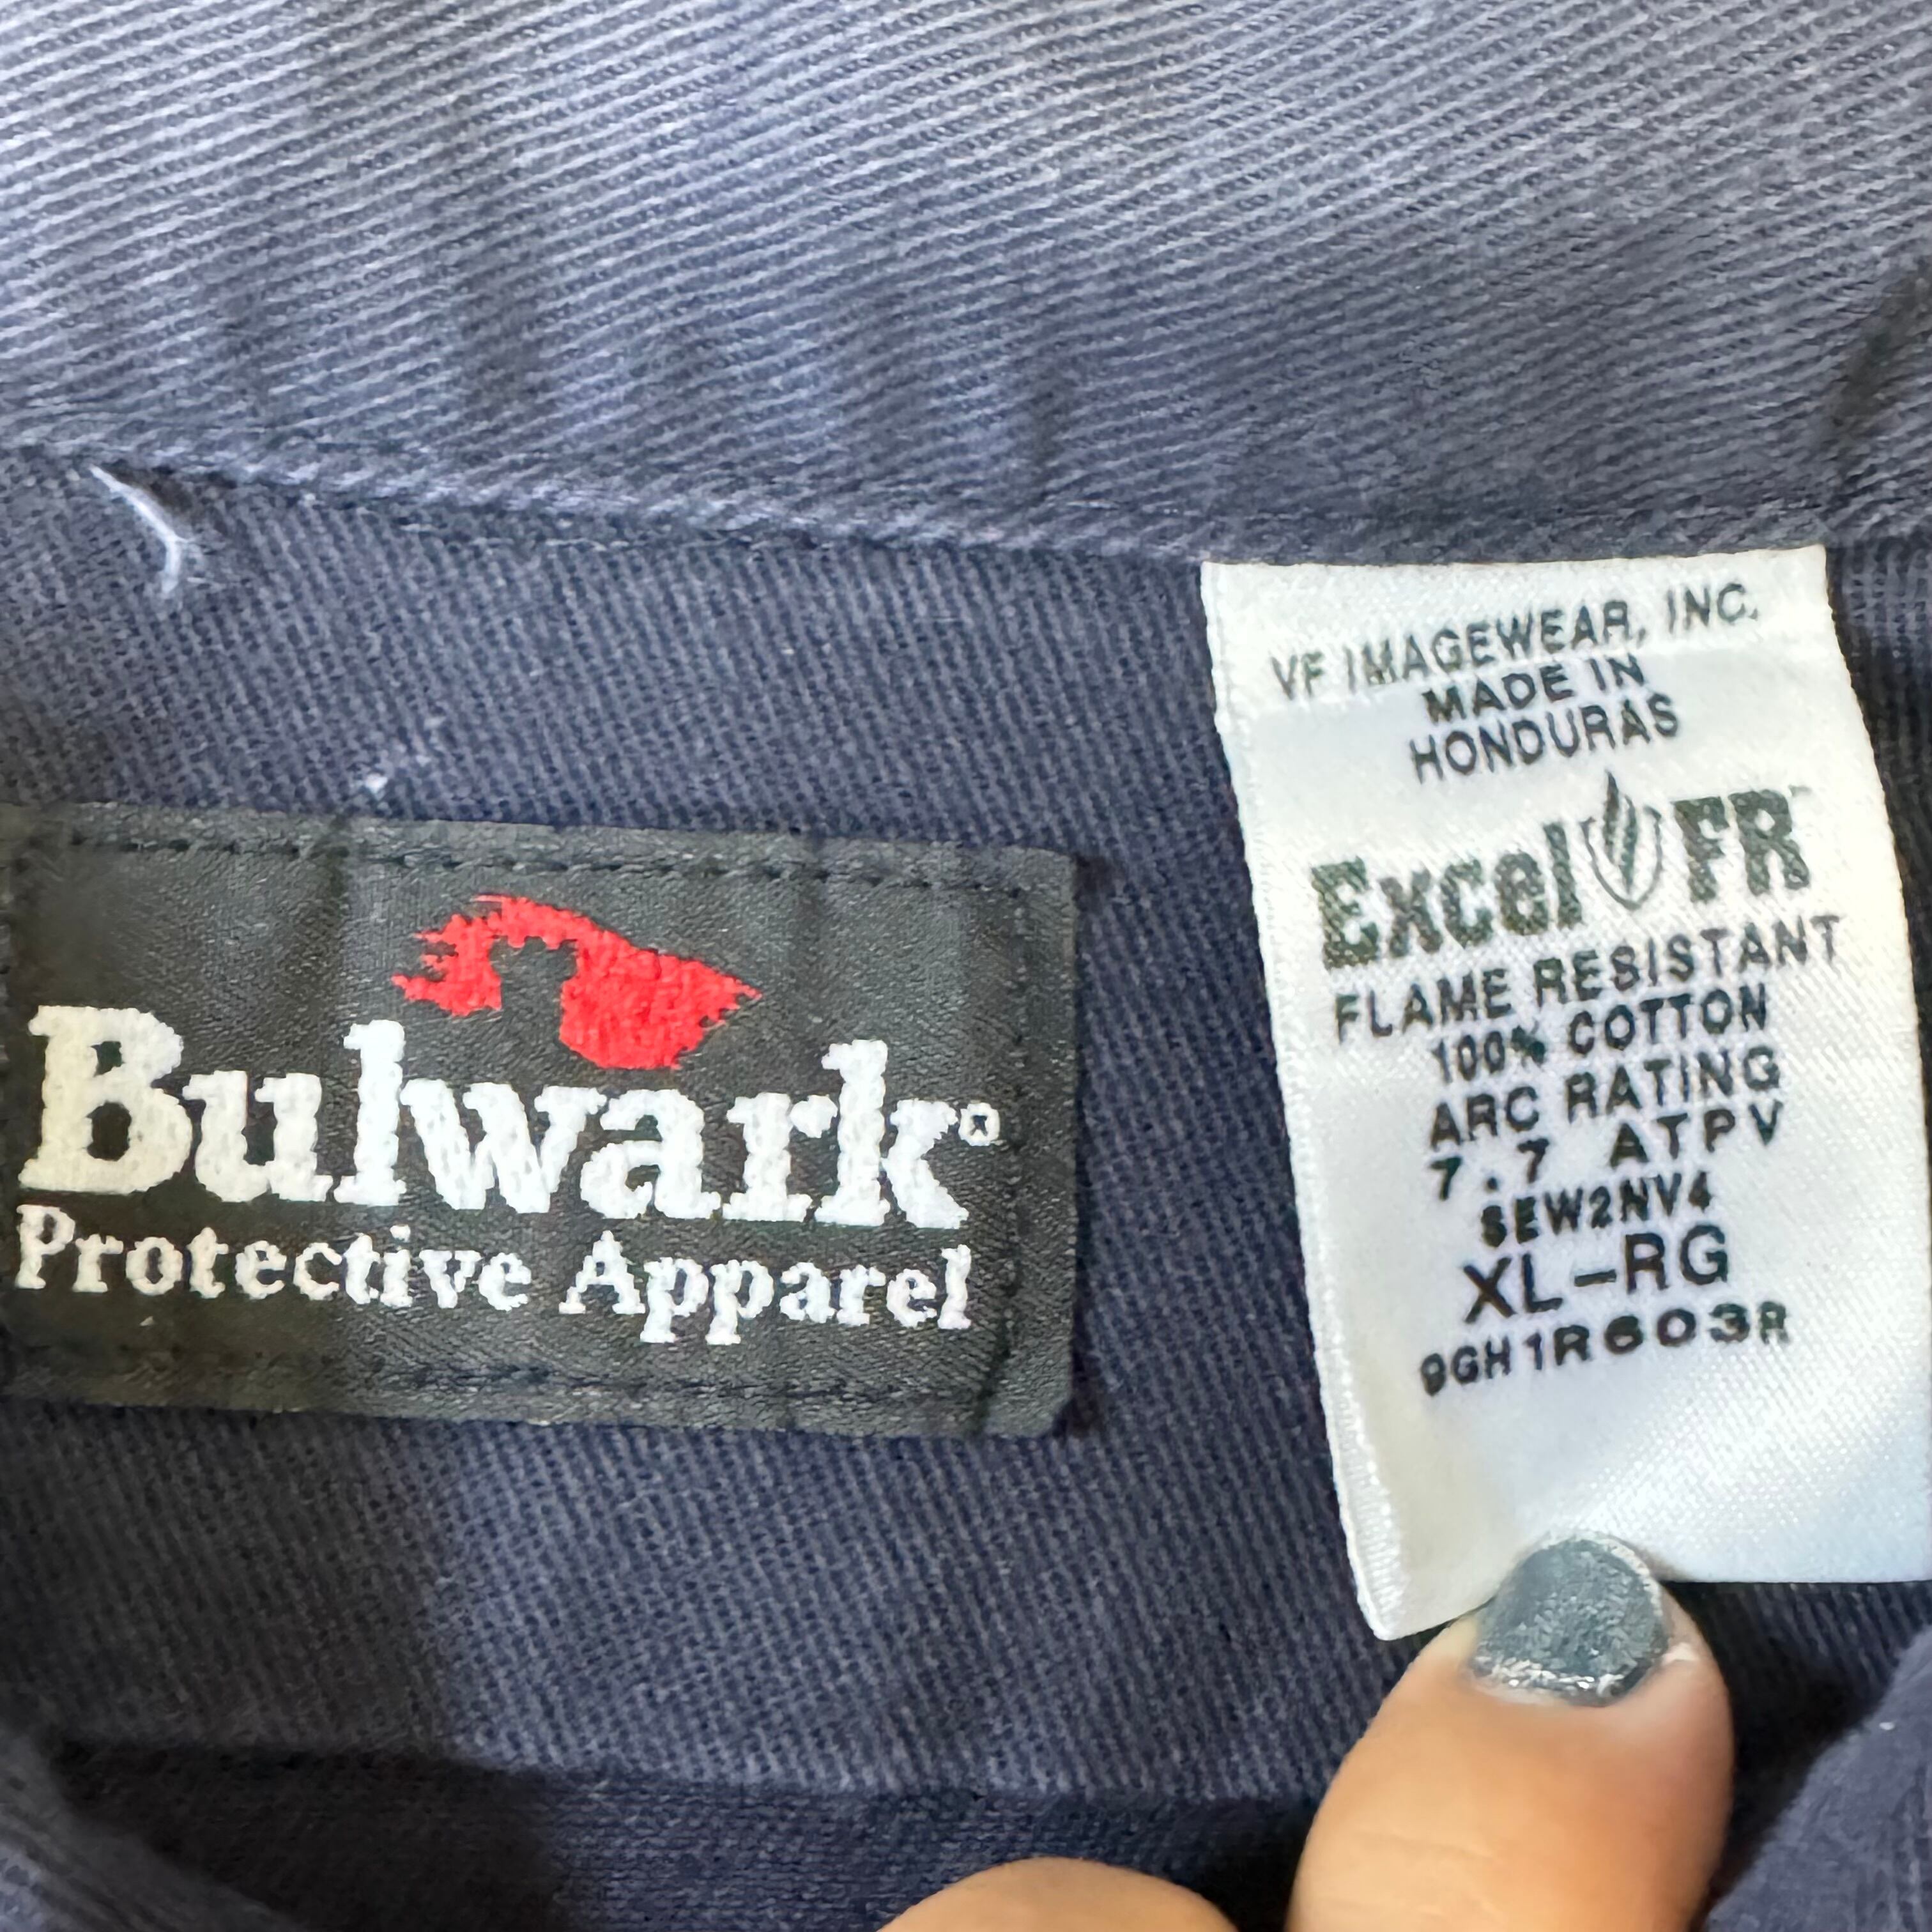 Bulwark®
Protective Apparel
VF IMAGEWEAR, INC.
MADE IN
HONDURAS
Excel FR™
FLAME RESISTANT
100% COTTON
ARC RATING
7.7 ATPV
SEW2NV4
XL-RG
9GH1R603R